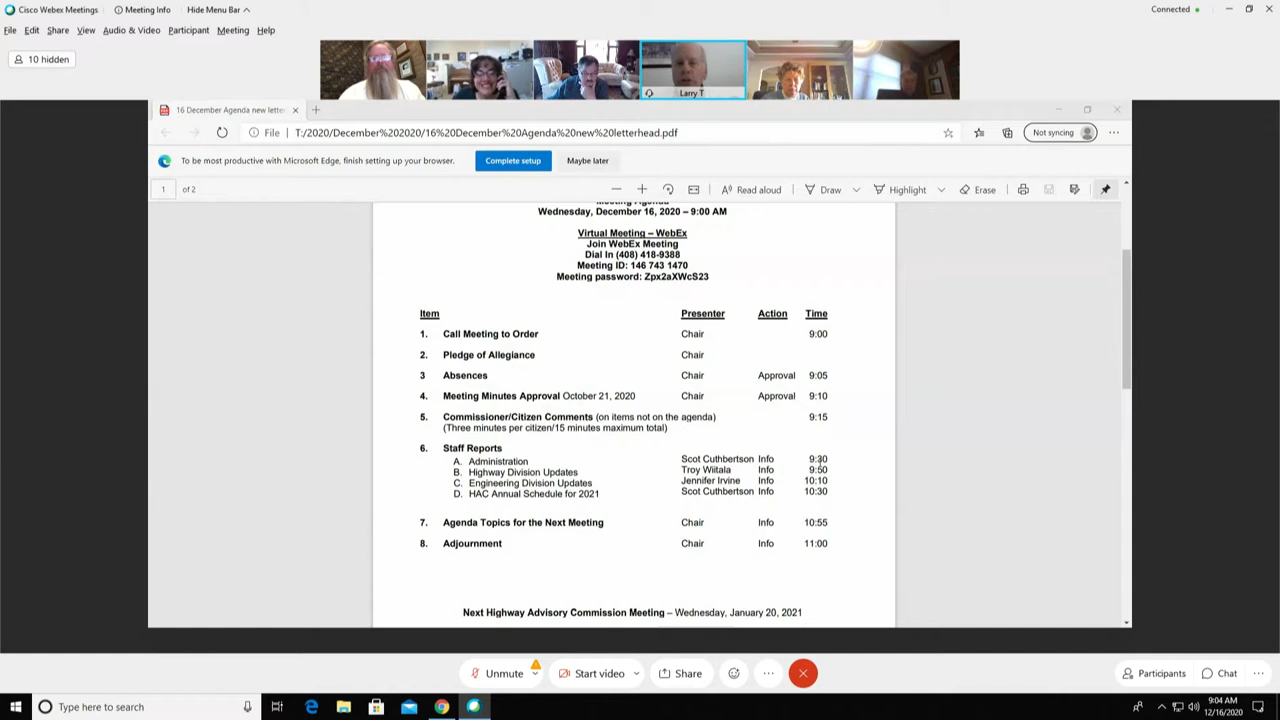 Cisco Webex Meetings
Meeting Info
Hide Menu Bar
Connected
File Edit Share View Audio & Video Participant Meeting Help
10 hidden
Larry T
16 December Agenda new lette
File T:/2020/December%202020/16%20December%20Agenda%20new%20letterhead.pdf
Not syncing
To be most productive with Microsoft Edge, finish setting up your browser.
Complete setup
Maybe later
1 of 2
Read aloud
Draw
Highlight
Erase
Meeting Agenda
Wednesday, December 16, 2020 – 9:00 AM
Virtual Meeting – WebEx
Join WebEx Meeting
Dial In (408) 418-9388
Meeting ID: 146 743 1470
Meeting password: Zpx2aXWcS23
Item Presenter Action Time
1. Call Meeting to Order Chair 9:00
2. Pledge of Allegiance Chair
3 Absences Chair Approval 9:05
4. Meeting Minutes Approval October 21, 2020 Chair Approval 9:10
5. Commissioner/Citizen Comments (on items not on the agenda) 9:15
(Three minutes per citizen/15 minutes maximum total)
6. Staff Reports
A. Administration Scot Cuthbertson Info 9:30
B. Highway Division Updates Troy Wiitala Info 9:50
C. Engineering Division Updates Jennifer Irvine Info 10:10
D. HAC Annual Schedule for 2021 Scot Cuthbertson Info 10:30
7. Agenda Topics for the Next Meeting Chair Info 10:55
8. Adjournment Chair Info 11:00
Next Highway Advisory Commission Meeting – Wednesday, January 20, 2021
Unmute
Start video
Share
Participants
Chat
Type here to search
9:04 AM
12/16/2020